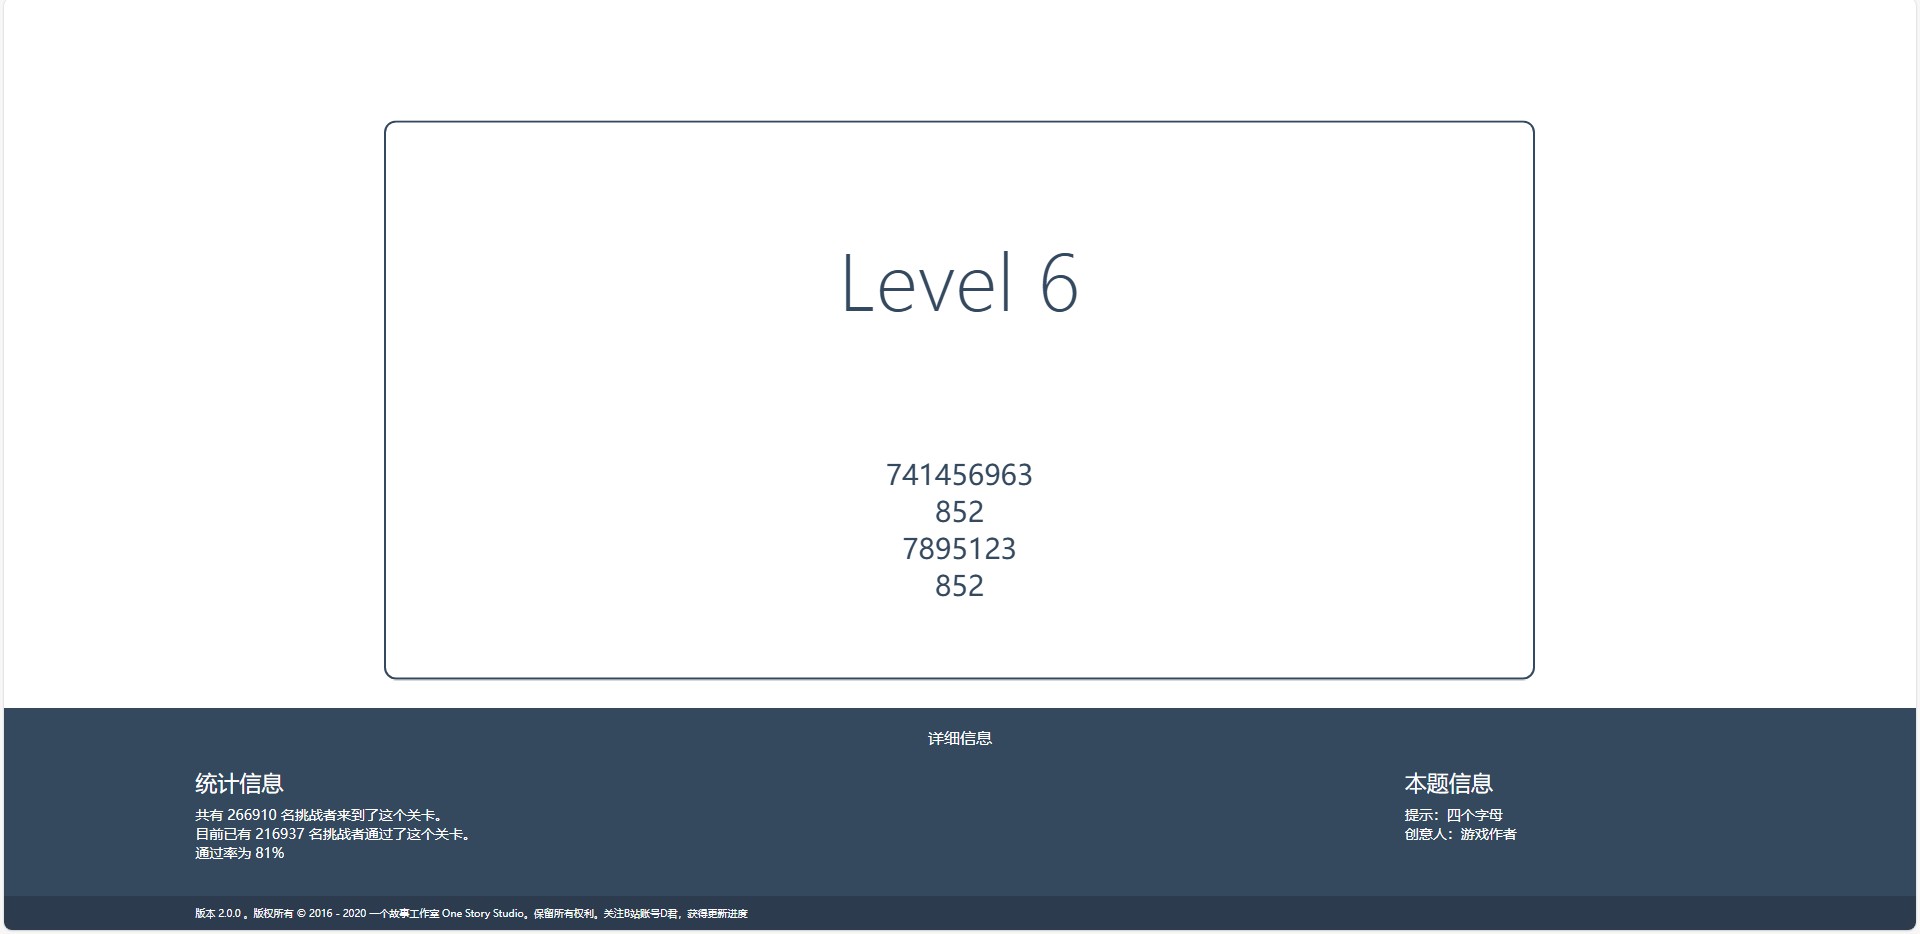 Level 6
741456963
852
7895123
852
详细信息
统计信息
共有 266910 名挑战者来到了这个关卡。
目前已有 216937 名挑战者通过了这个关卡。
通过率为 81%
本题信息
提示：四个字母
创意人：游戏作者
版本 2.0.0 。版权所有 © 2016 - 2020 一个故事工作室 One Story Studio。保留所有权利。关注B站账号D君，获得更新进度